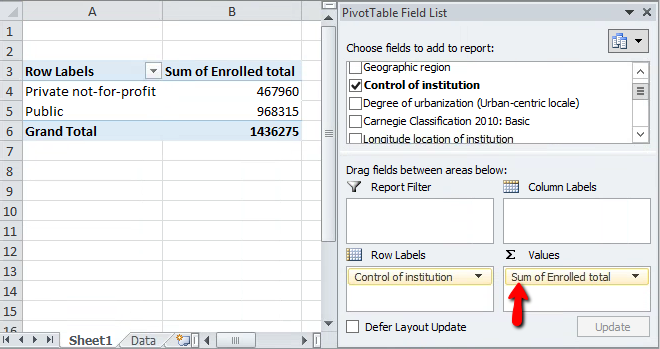 A B
PivotTable Field List
1
2
Choose fields to add to report:
Geographic region
3 Row Labels Sum of Enrolled total
Control of institution
4 Private not-for-profit 467960
Degree of urbanization (Urban-centric locale)
5 Public 968315
Carnegie Classification 2010: Basic
6 Grand Total 1436275
Longitude location of institution
7
8
Drag fields between areas below:
9
Report Filter Column Labels
10
11
12
Row Labels Σ Values
13
Control of institution Sum of Enrolled total
14
15
16
Defer Layout Update Update
Sheet1 Data